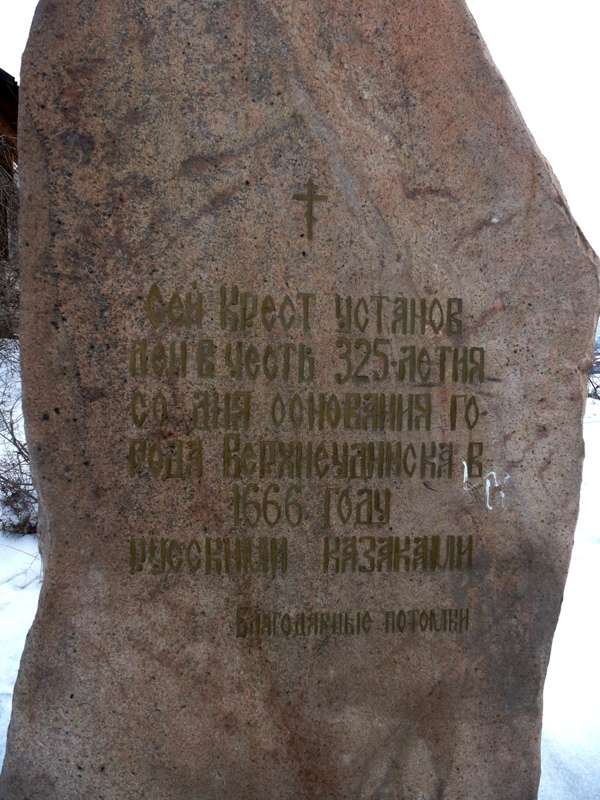 Сей Крест установ
лен в честь 325-летия
со дня основания го-
рода Верхнеудинска в
1666 году
русскими казаками
Благодарные потомки